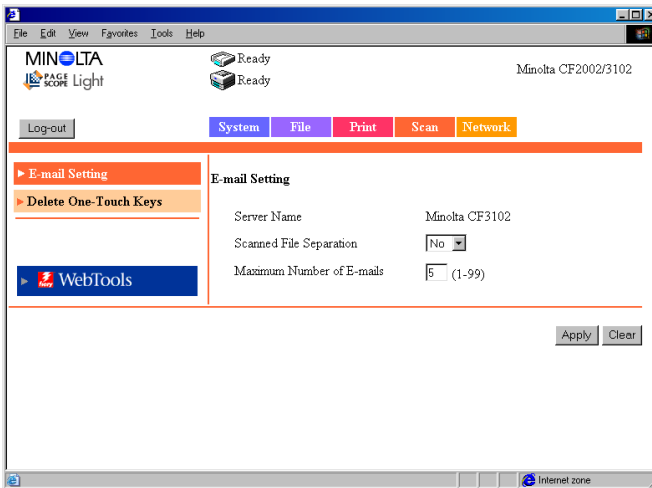 File Edit View Favorites Tools Help
MINOLTA
PAGE SCOPE Light
Ready
Ready
Minolta CF2002/3102
Log-out
System File Print Scan Network
E-mail Setting
Delete One-Touch Keys
WebTools
E-mail Setting
Server Name Minolta CF3102
Scanned File Separation No
Maximum Number of E-mails 5 (1-99)
Apply Clear
Internet zone